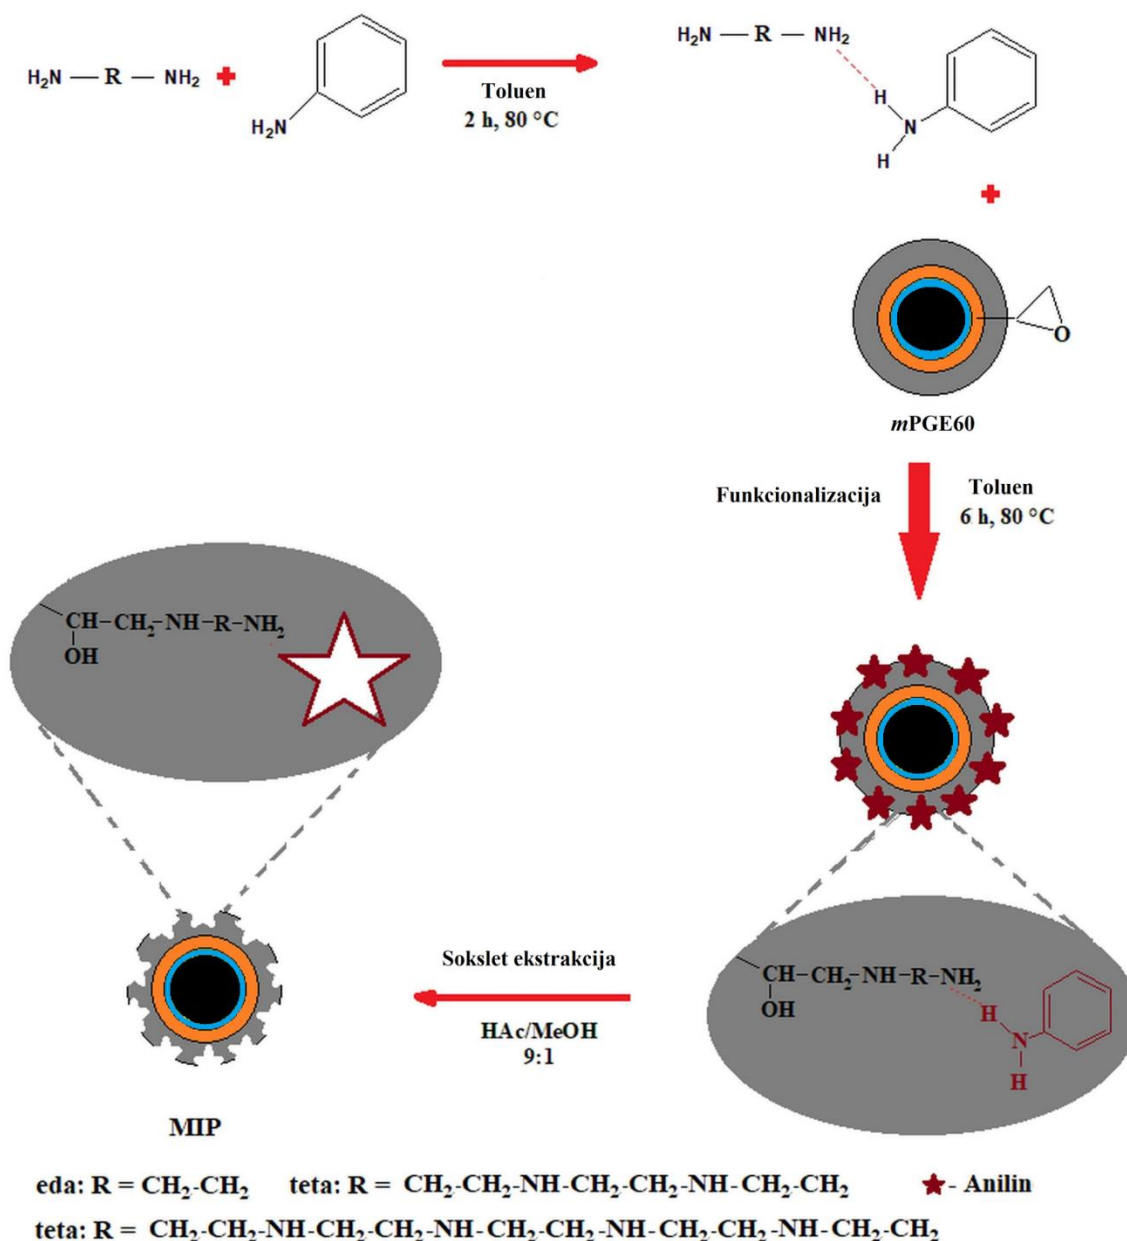 H₂N — R — NH₂
H₂N
Toluen
2 h, 80 °C
H₂N — R — NH₂
H
N
H
O
mPGE60
Funkcionalizacija
Toluen
6 h, 80 °C
CH-CH₂-NH-R-NH₂
OH
CH-CH₂-NH-R-NH₂
OH
H
N
H
Sokslet ekstrakcija
HAc/MeOH
9:1
MIP
eda: R = CH₂-CH₂
teta: R = CH₂-CH₂-NH-CH₂-CH₂-NH-CH₂-CH₂
- Anilin
teta: R = CH₂-CH₂-NH-CH₂-CH₂-NH-CH₂-CH₂-NH-CH₂-CH₂-NH-CH₂-CH₂